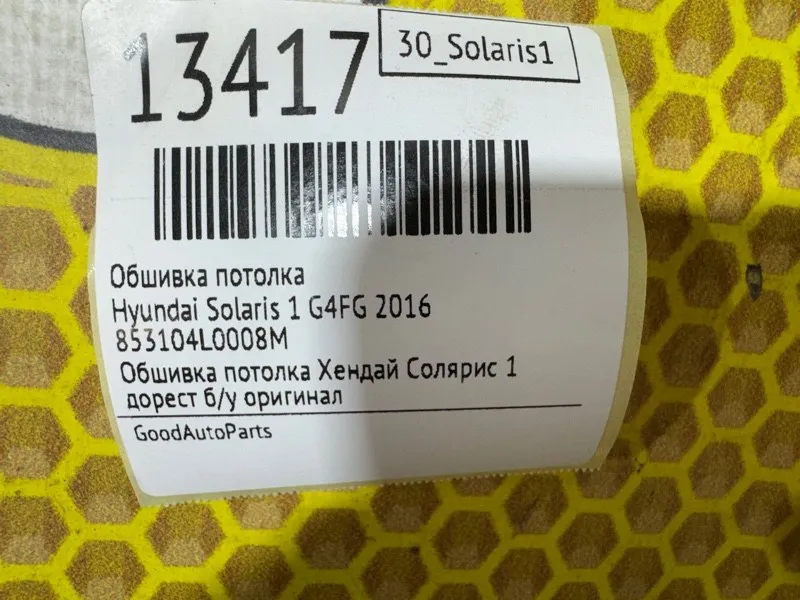 13417
30_Solaris1
Обшивка потолка
Hyundai Solaris 1 G4FG 2016
853104L0008M
Обшивка потолка Хендай Солярис 1
дорест б/у оригинал
GoodAutoParts